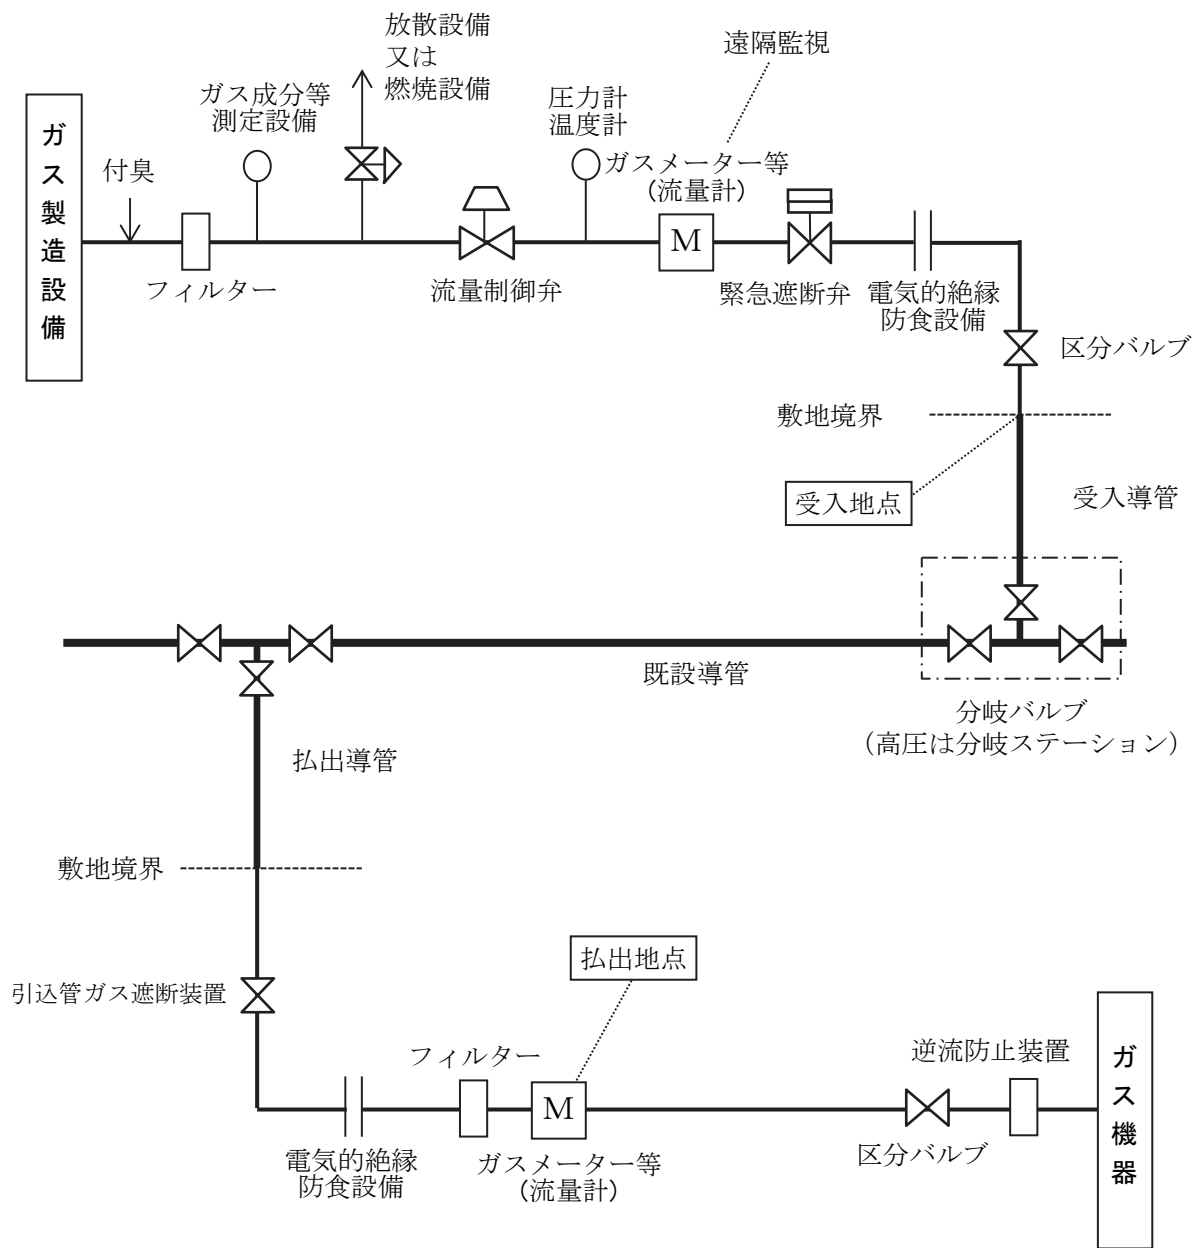 放散設備
又は
燃焼設備
遠隔監視
ガス成分等
測定設備
圧力計
温度計
ガス製造設備
付臭
ガスメーター等
(流量計)
M
フィルター
流量制御弁
緊急遮断弁
電気的絶縁
防食設備
区分バルブ
敷地境界
受入地点
受入導管
既設導管
分岐バルブ
(高圧は分岐ステーション)
払出導管
敷地境界
払出地点
引込管ガス遮断装置
フィルター
逆流防止装置
ガス機器
M
電気的絶縁
防食設備
ガスメーター等
(流量計)
区分バルブ